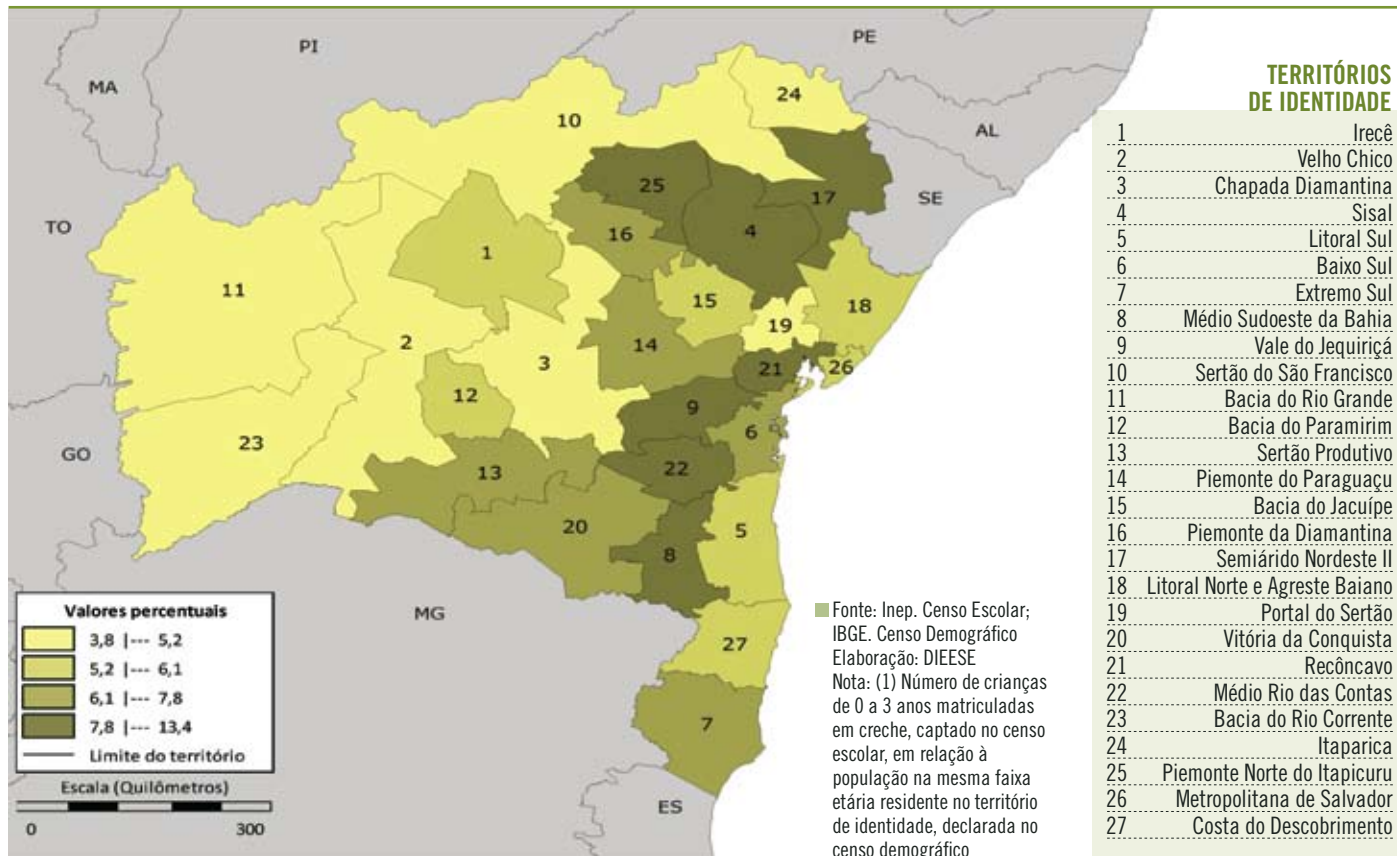 PI
PE
MA
AL
TO
SE
GO
MG
ES
24
10
25
17
16
4
1
11
15
18
2
14
19
3
21
26
12
9
6
23
22
13
20
5
8
27
7
Valores percentuais
3,8 |--- 5,2
5,2 |--- 6,1
6,1 |--- 7,8
7,8 |--- 13,4
Limite do território
Escala (Quilômetros)
0 300
Fonte: Inep. Censo Escolar;
IBGE. Censo Demográfico
Elaboração: DIEESE
Nota: (1) Número de crianças
de 0 a 3 anos matriculadas
em creche, captado no censo
escolar, em relação à
população na mesma faixa
etária residente no território
de identidade, declarada no
censo demográfico
TERRITÓRIOS
DE IDENTIDADE
1 Irecê
2 Velho Chico
3 Chapada Diamantina
4 Sisal
5 Litoral Sul
6 Baixo Sul
7 Extremo Sul
8 Médio Sudoeste da Bahia
9 Vale do Jequiriçá
10 Sertão do São Francisco
11 Bacia do Rio Grande
12 Bacia do Paramirim
13 Sertão Produtivo
14 Piemonte do Paraguaçu
15 Bacia do Jacuípe
16 Piemonte da Diamantina
17 Semiárido Nordeste II
18 Litoral Norte e Agreste Baiano
19 Portal do Sertão
20 Vitória da Conquista
21 Recôncavo
22 Médio Rio das Contas
23 Bacia do Rio Corrente
24 Itaparica
25 Piemonte Norte do Itapicuru
26 Metropolitana de Salvador
27 Costa do Descobrimento